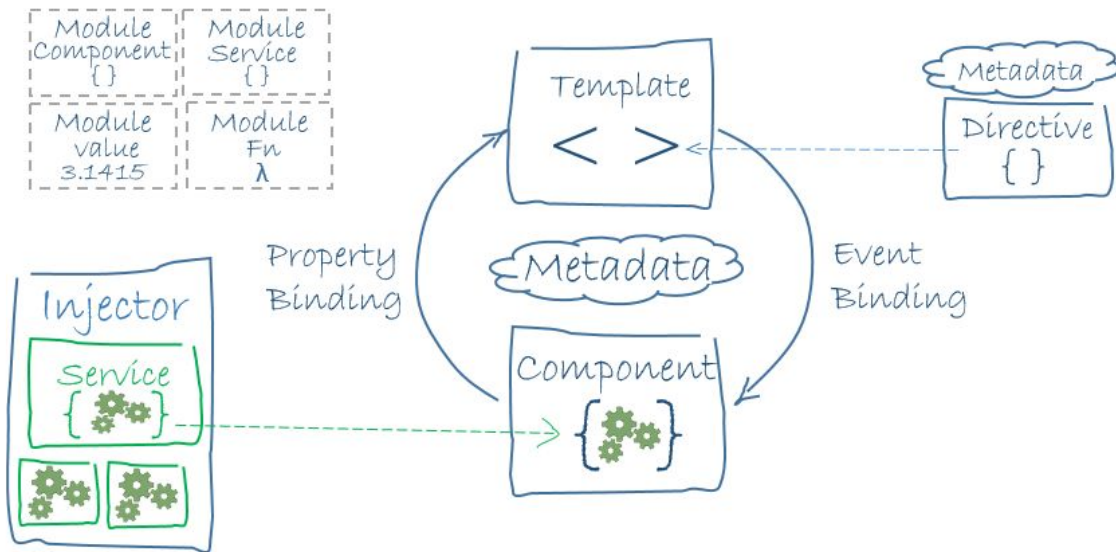 Module
Component
{ }
Module
Service
{ }
Module
value
3.1415
Module
Fn
λ
Template
< >
Metadata
Directive
{ }
Property
Binding
Metadata
Event
Binding
Injector
Service
{ }
Component
{ }